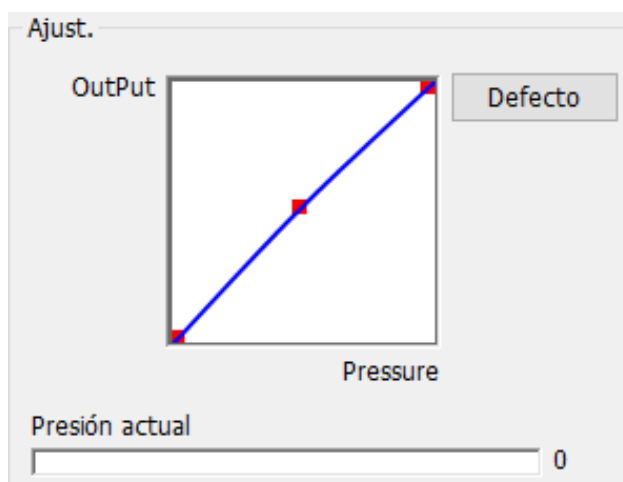 Ajust.
OutPut
Defecto
Pressure
Presión actual
0